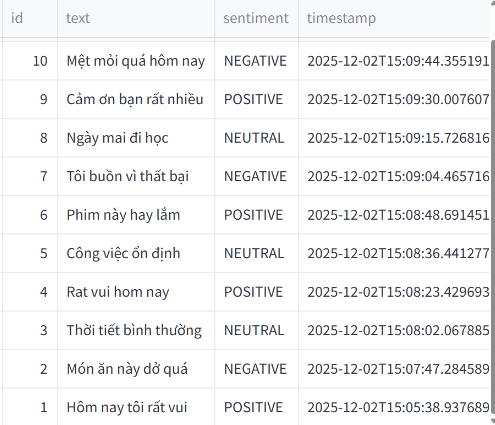 id text sentiment timestamp
10 Mệt mỏi quá hôm nay NEGATIVE 2025-12-02T15:09:44.355191
9 Cảm ơn bạn rất nhiều POSITIVE 2025-12-02T15:09:30.007607
8 Ngày mai đi học NEUTRAL 2025-12-02T15:09:15.726816
7 Tôi buồn vì thất bại NEGATIVE 2025-12-02T15:09:04.465716
6 Phim này hay lắm POSITIVE 2025-12-02T15:08:48.691451
5 Công việc ổn định NEUTRAL 2025-12-02T15:08:36.441277
4 Rat vui hom nay POSITIVE 2025-12-02T15:08:23.429693
3 Thời tiết bình thường NEUTRAL 2025-12-02T15:08:02.067885
2 Món ăn này dở quá NEGATIVE 2025-12-02T15:07:47.284589
1 Hôm nay tôi rất vui POSITIVE 2025-12-02T15:05:38.937689